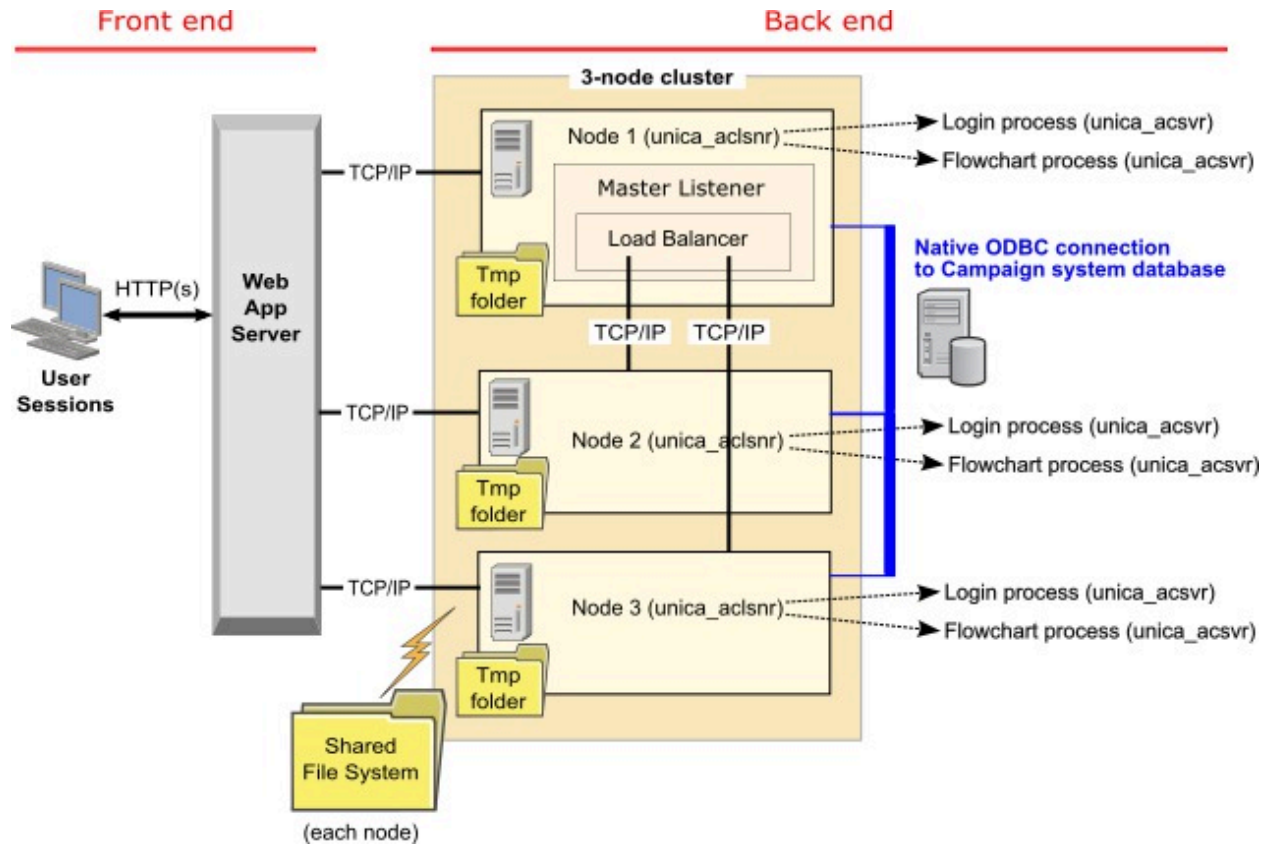 Front end
Back end
3-node cluster
Node 1 (unica_aclsnr)
Login process (unica_acsvr)
Flowchart process (unica_acsvr)
TCP/IP
Master Listener
Load Balancer
Tmp
folder
Native ODBC connection
to Campaign system database
HTTP(s)
Web
App
Server
User
Sessions
TCP/IP
TCP/IP
TCP/IP
Node 2 (unica_aclsnr)
Login process (unica_acsvr)
Flowchart process (unica_acsvr)
Tmp
folder
TCP/IP
Node 3 (unica_aclsnr)
Login process (unica_acsvr)
Flowchart process (unica_acsvr)
Tmp
folder
Shared
File System
(each node)